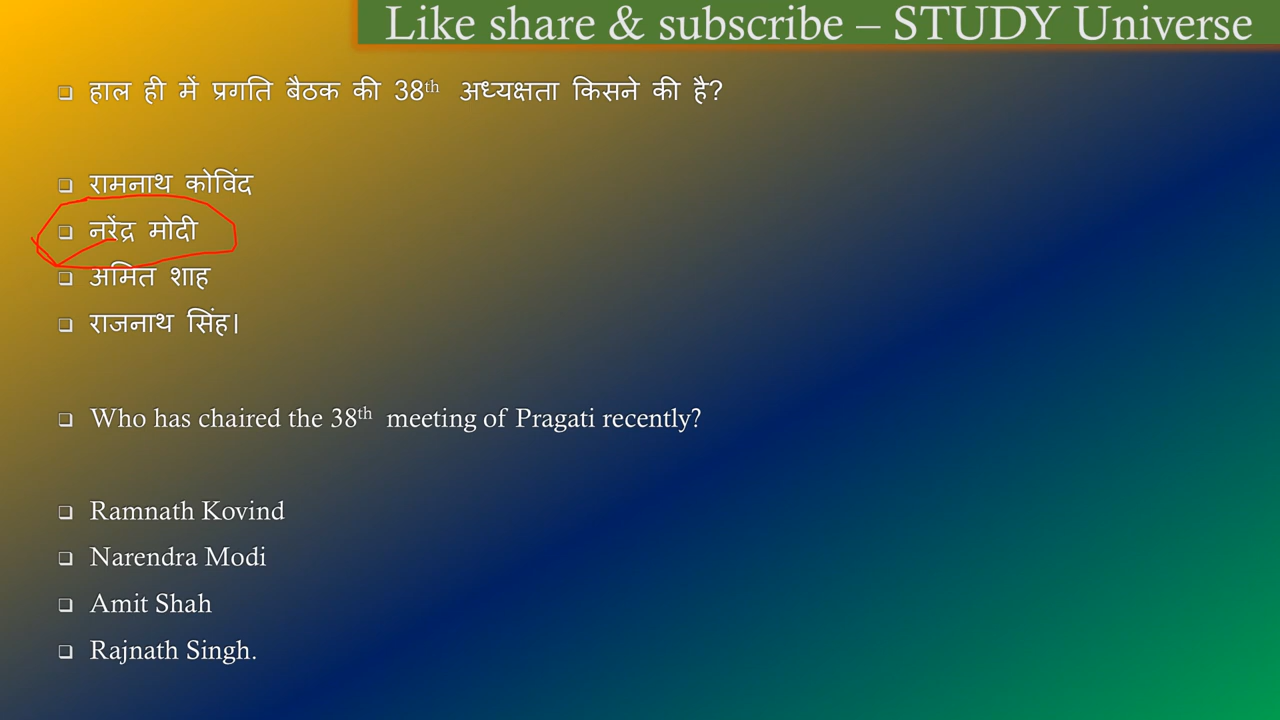 Like share & subscribe – STUDY Universe
हाल ही में प्रगति बैठक की 38th अध्यक्षता किसने की है?
रामनाथ कोविंद
नरेंद्र मोदी
अमित शाह
राजनाथ सिंह।
Who has chaired the 38th meeting of Pragati recently?
Ramnath Kovind
Narendra Modi
Amit Shah
Rajnath Singh.